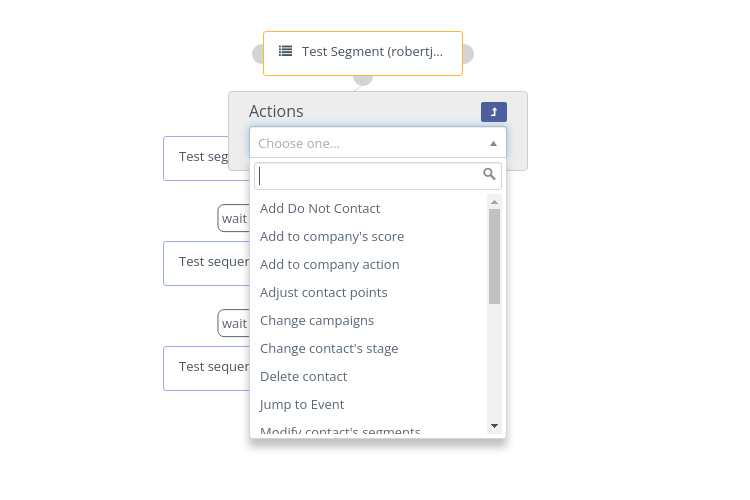 Test Segment (robertj...
Actions
Choose one...
Test seg
Add Do Not Contact
wait
Add to company's score
Test sequer
Add to company action
Adjust contact points
wait
Change campaigns
Change contact's stage
Test sequer
Delete contact
Jump to Event
Modify contact's segments